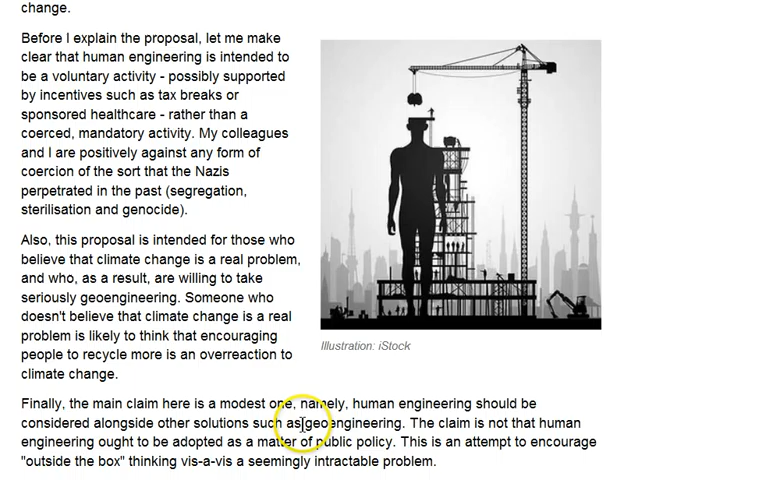 change.
Before I explain the proposal, let me make
clear that human engineering is intended to
be a voluntary activity - possibly supported
by incentives such as tax breaks or
sponsored healthcare - rather than a
coerced, mandatory activity. My colleagues
and I are positively against any form of
coercion of the sort that the Nazis
perpetrated in the past (segregation,
sterilisation and genocide).
Also, this proposal is intended for those who
believe that climate change is a real problem,
and who, as a result, are willing to take
seriously geoengineering. Someone who
doesn't believe that climate change is a real
problem is likely to think that encouraging
people to recycle more is an overreaction to
climate change.
Illustration: iStock
Finally, the main claim here is a modest one, namely, human engineering should be
considered alongside other solutions such as geoengineering. The claim is not that human
engineering ought to be adopted as a matter of public policy. This is an attempt to encourage
"outside the box" thinking vis-a-vis a seemingly intractable problem.